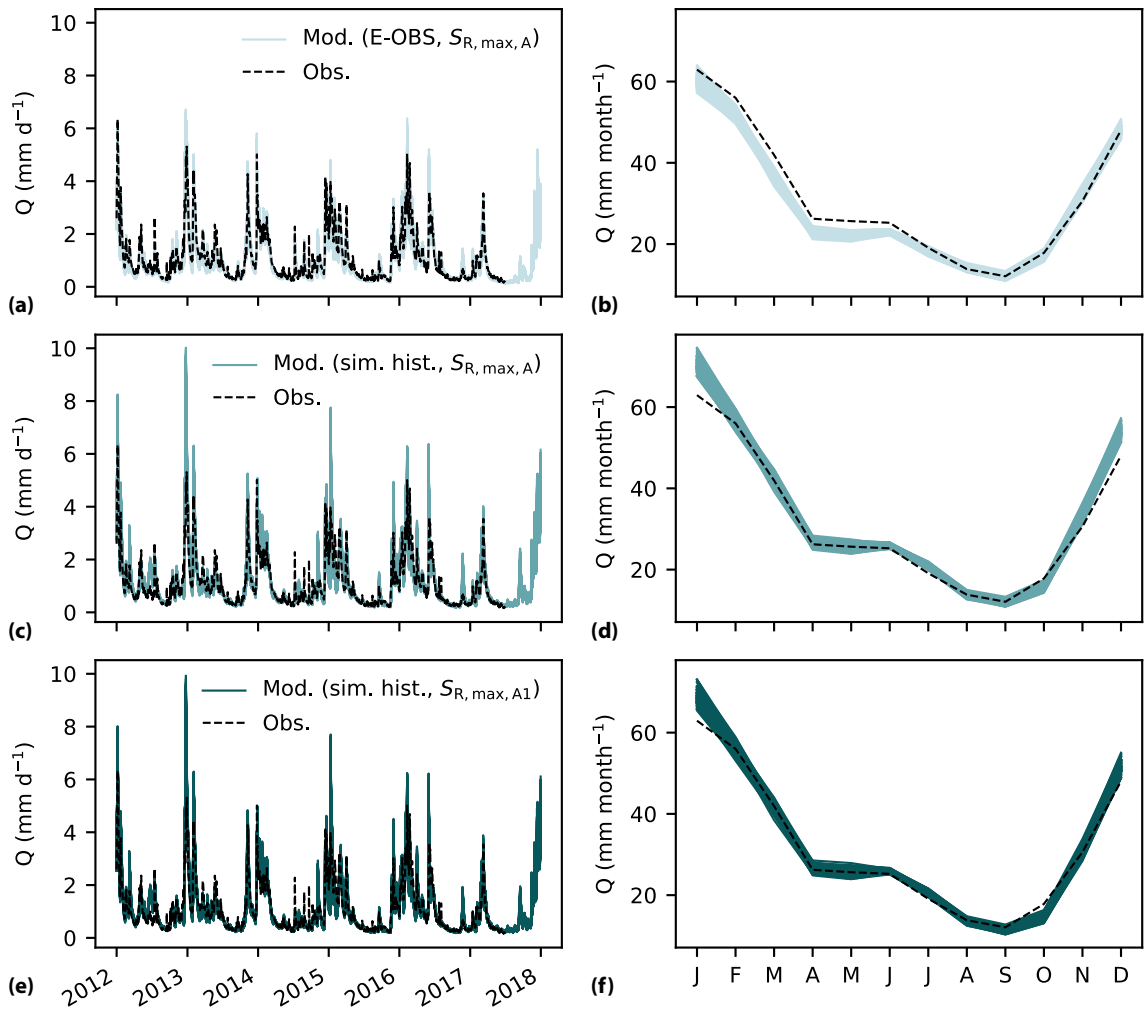 10
8
6
4
2
0
Q (mm d⁻¹)
Mod. (E-OBS, S_R,max,A)
Obs.
(a)
60
40
20
Q (mm month⁻¹)
(b)
10
8
6
4
2
0
Q (mm d⁻¹)
Mod. (sim. hist., S_R,max,A)
Obs.
(c)
60
40
20
Q (mm month⁻¹)
(d)
10
8
6
4
2
0
Q (mm d⁻¹)
Mod. (sim. hist., S_R,max,A1)
Obs.
2012 2013 2014 2015 2016 2017 2018
(e)
60
40
20
Q (mm month⁻¹)
J F M A M J J A S O N D
(f)